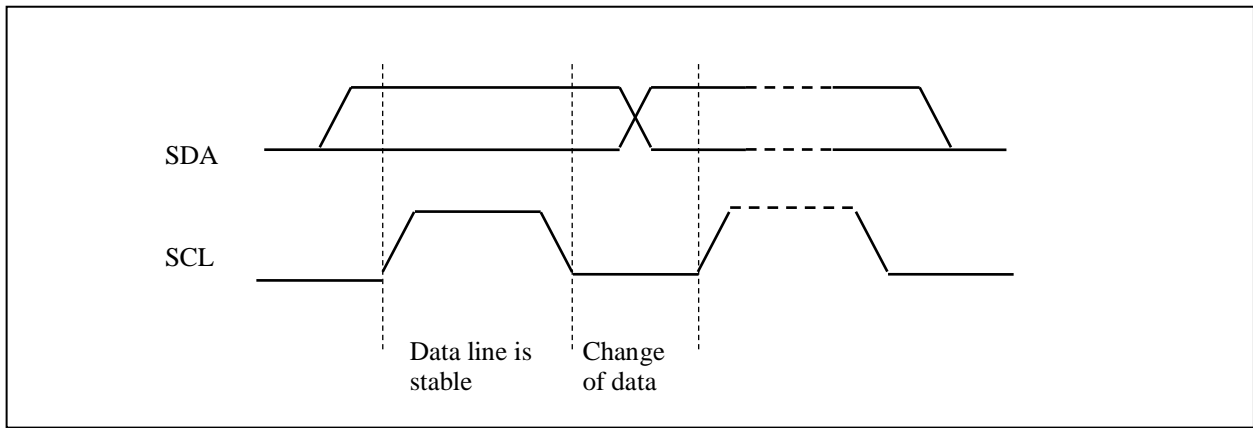 SDA
SCL
Data line is
stable
Change
of data